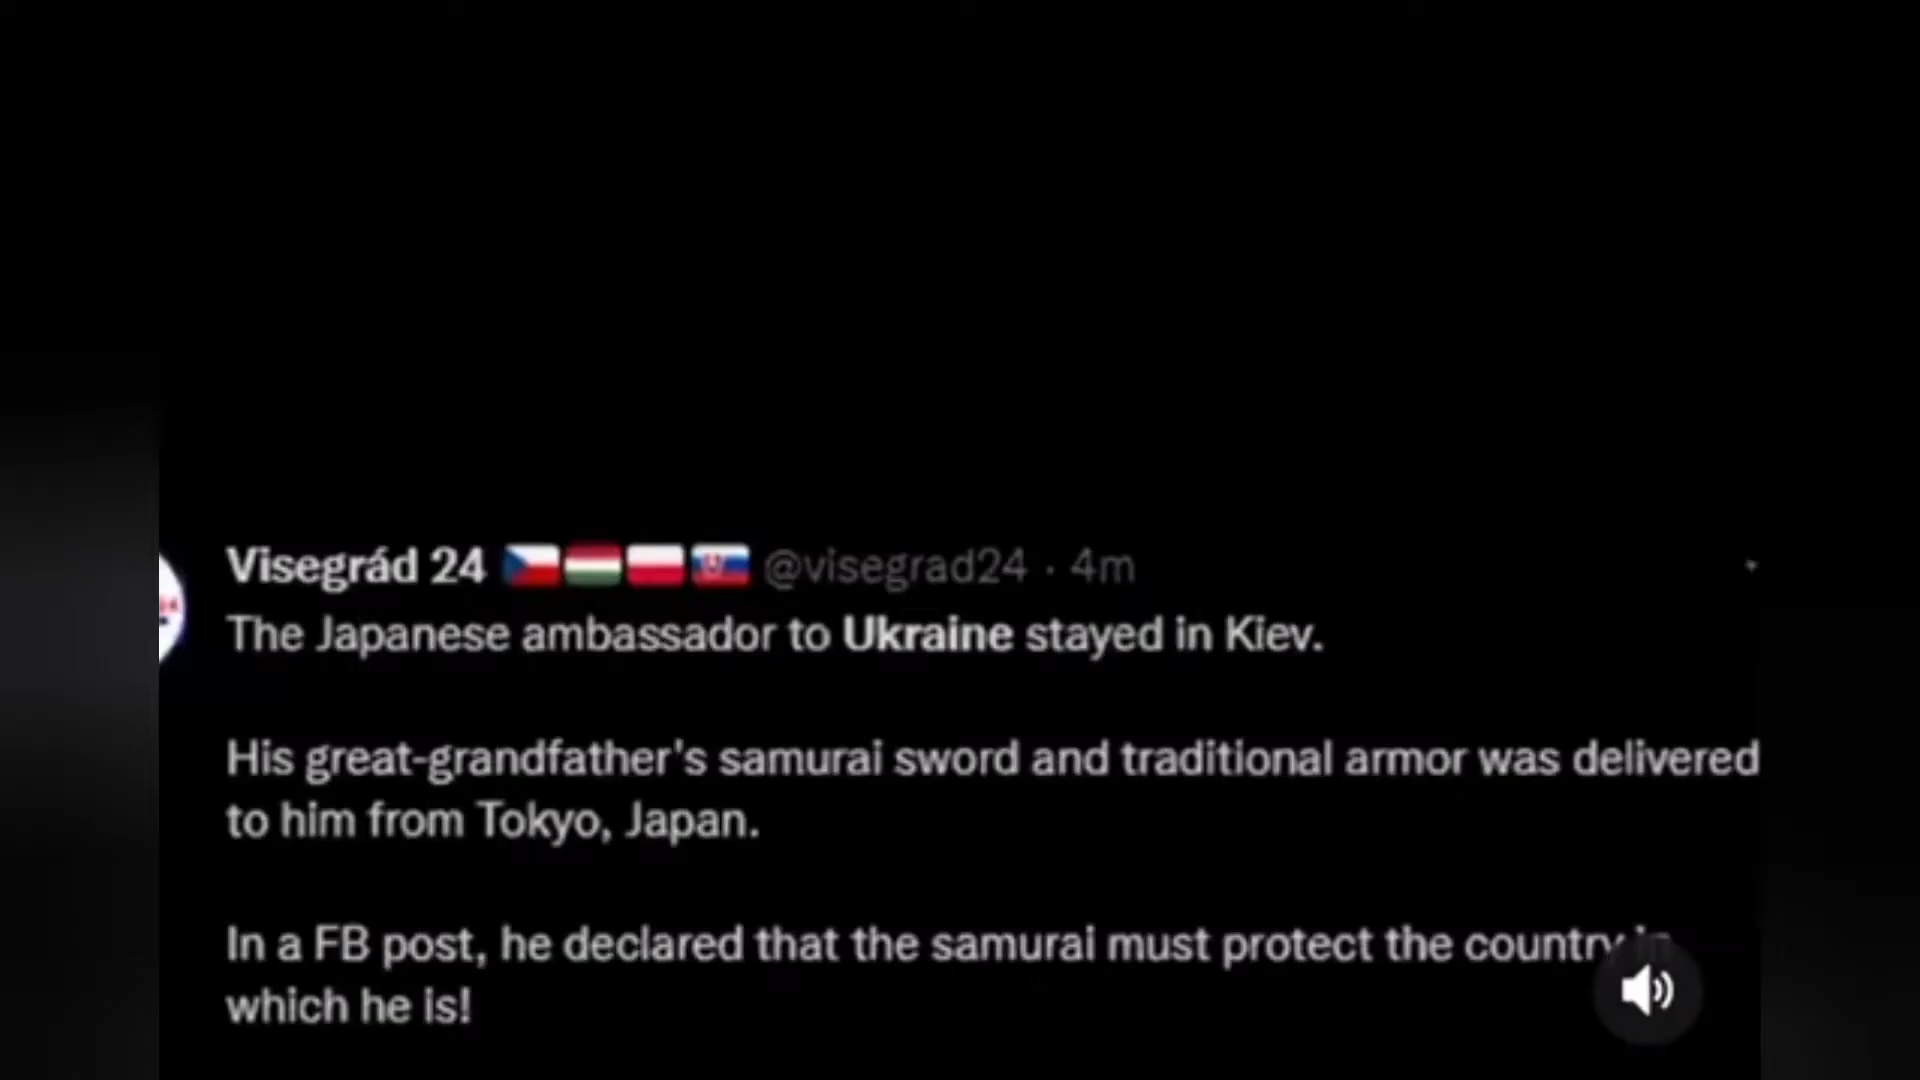 Visegrád 24 @visegrad24 · 4m
The Japanese ambassador to Ukraine stayed in Kiev.
His great-grandfather's samurai sword and traditional armor was delivered
to him from Tokyo, Japan.
In a FB post, he declared that the samurai must protect the country in
which he is!